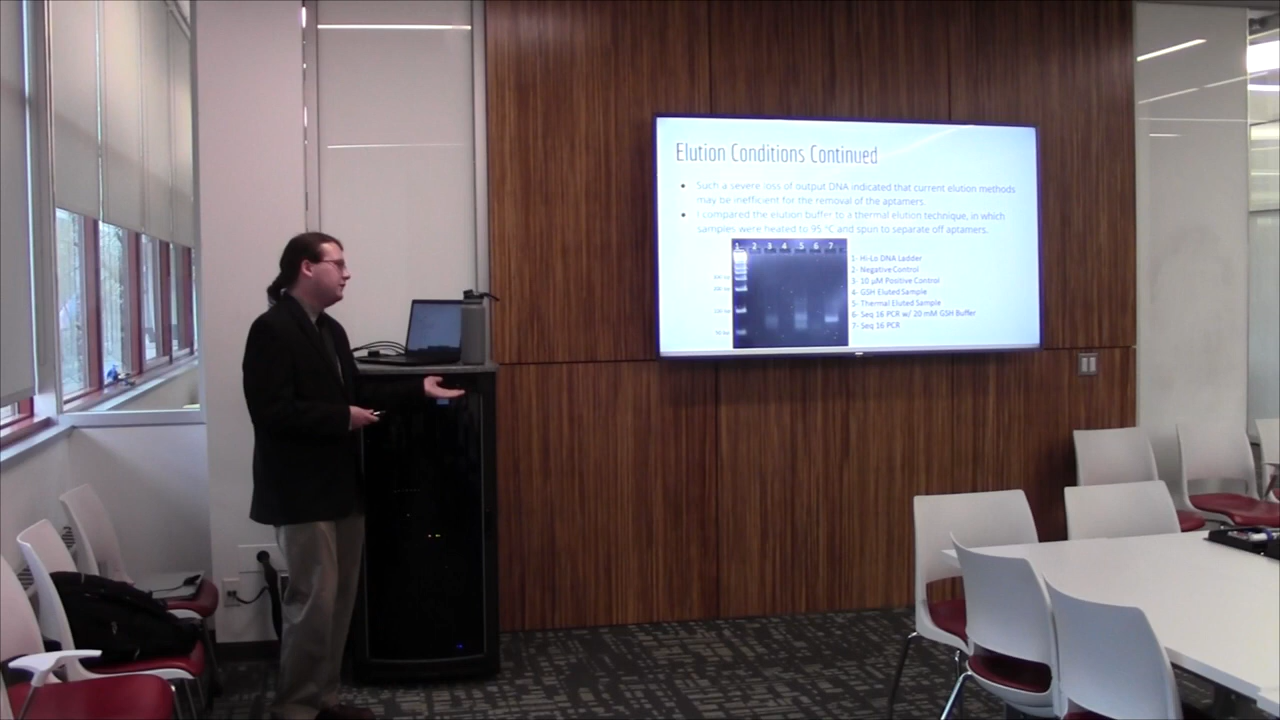 Elution Conditions Continued
• Such a severe loss of output DNA indicated that current elution methods
may be inefficient for the removal of the aptamers.
• I compared the elution buffer to a thermal elution technique, in which
samples were heated to 95 °C and spun to separate off aptamers.
1 2 3 4 5 6 7
1- Hi-Lo DNA Ladder
2- Negative Control
3- 10 µM Positive Control
4- GSH Eluted Sample
5- Thermal Eluted Sample
6- Seq 16 PCR w/ 20 mM GSH Buffer
7- Seq 16 PCR